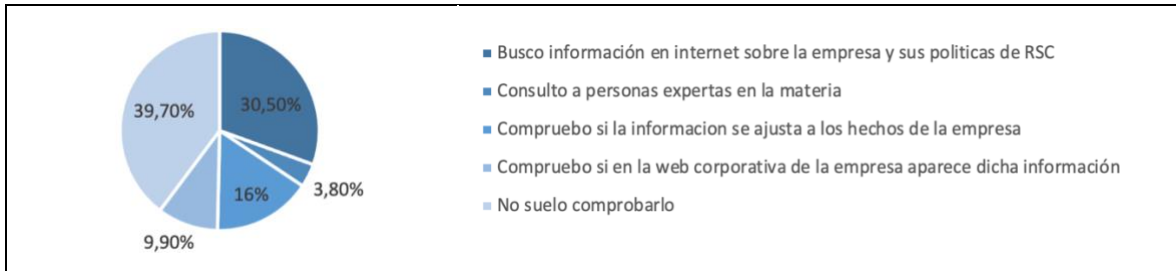 39,70%
30,50%
3,80%
16%
9,90%
Busco información en internet sobre la empresa y sus politicas de RSC
Consulto a personas expertas en la materia
Compruebo si la informacion se ajusta a los hechos de la empresa
Compruebo si en la web corporativa de la empresa aparece dicha información
No suelo comprobarlo